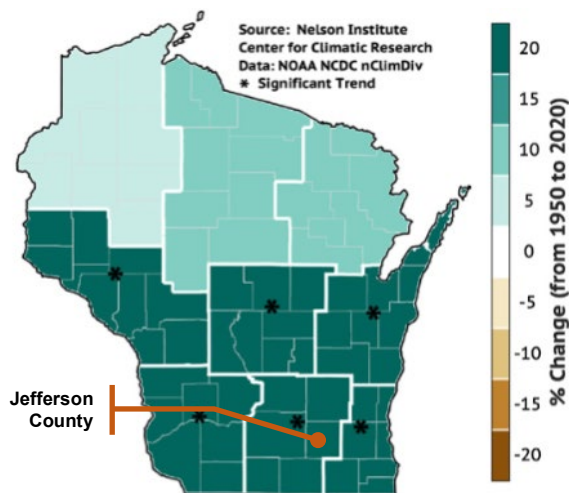 Source: Nelson Institute
Center for Climatic Research
Data: NOAA NCDC nClimDiv
* Significant Trend
Jefferson
County
20
15
10
5
0
-5
-10
-15
-20
% Change (from 1950 to 2020)